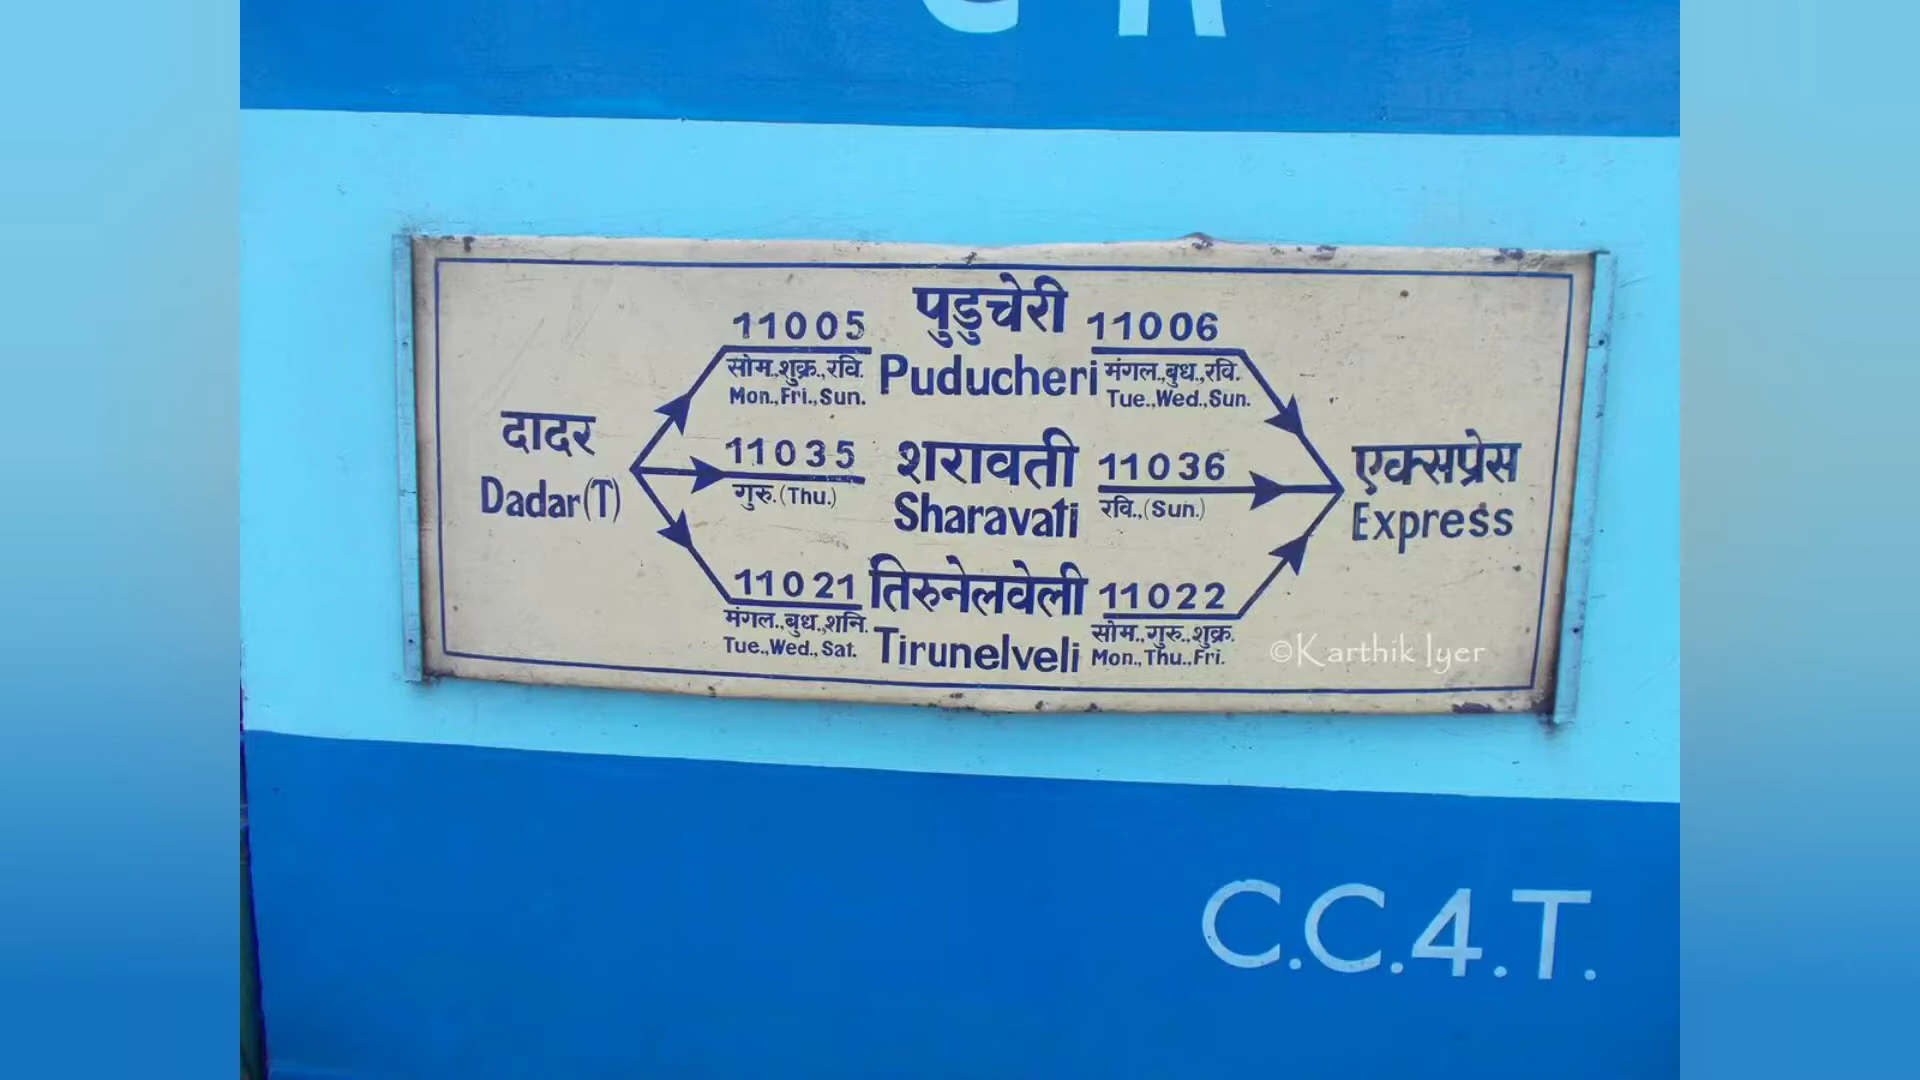 पुडुचेरी
11005 11006
सोम.,शुक्र.,रवि. Puducheri मंगल.,बुध.,रवि.
Mon.,Fri.,Sun. Tue.,Wed.,Sun.
दादर
Dadar(T)
11035 शरावती 11036
गुरु.(Thu.) Sharavati रवि.,(Sun.)
एक्सप्रेस
Express
11021 तिरुनेलवेली 11022
मंगल.,बुध.,शनि. सोम.,गुरु.,शुक्र.
Tue.,Wed.,Sat. Tirunelveli Mon.,Thu.,Fri.
©Karthik Iyer
C.C.4.T.